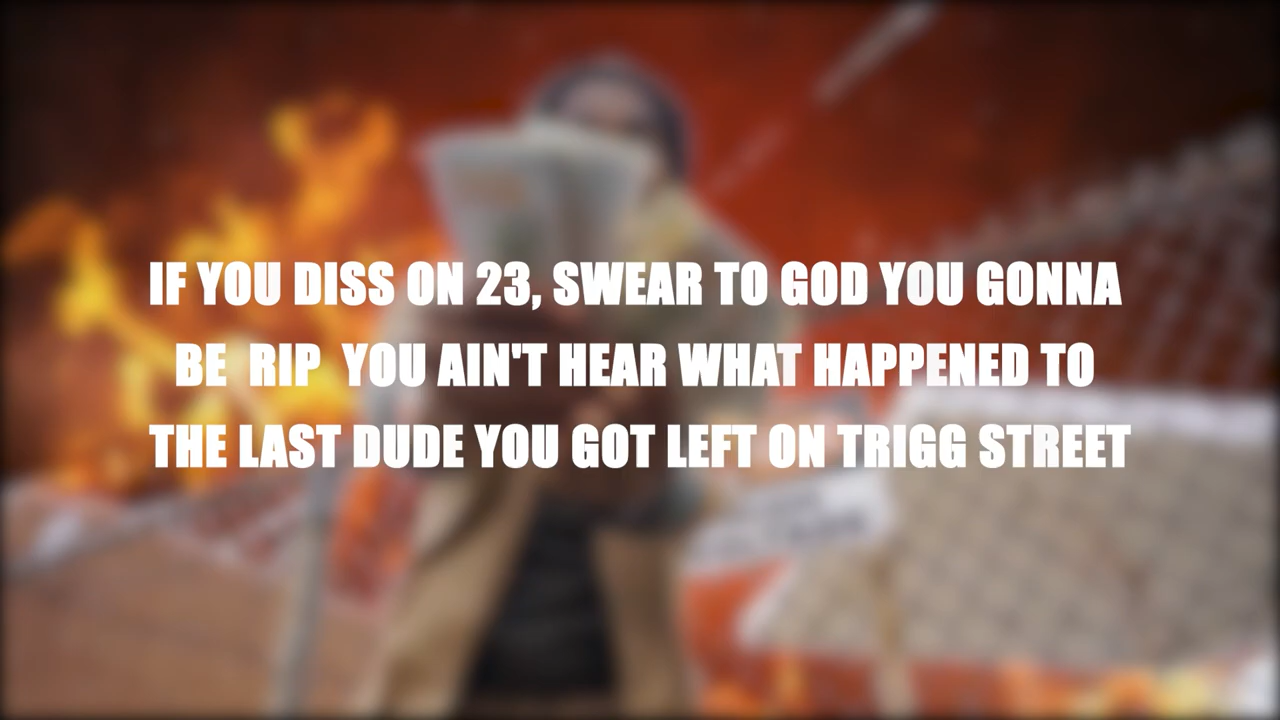 IF YOU DISS ON 23, SWEAR TO GOD YOU GONNA
BE  RIP  YOU AIN'T HEAR WHAT HAPPENED TO
THE LAST DUDE YOU GOT LEFT ON TRIGG STREET